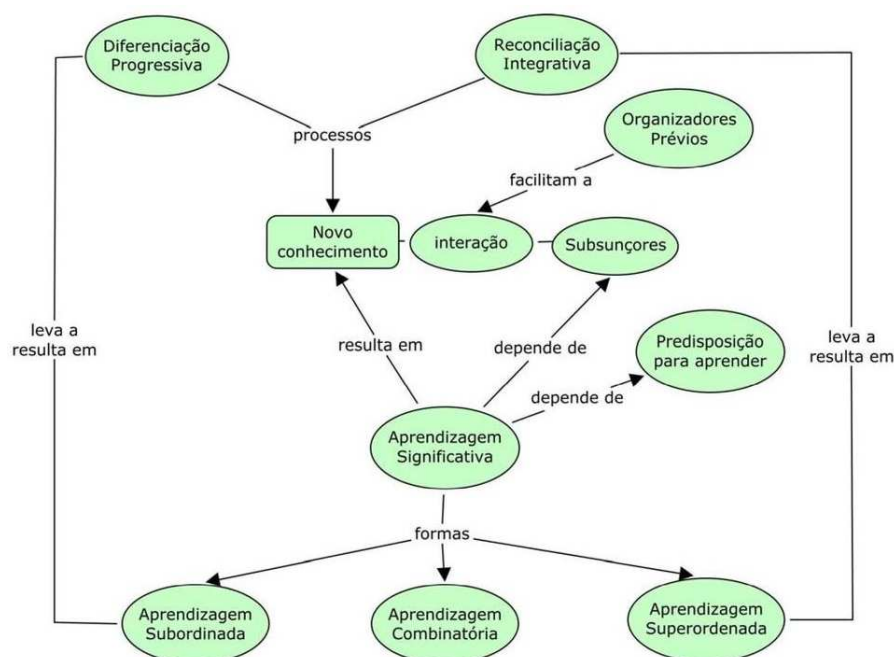 Diferenciação
Progressiva
Reconciliação
Integrativa
processos
Organizadores
Prévios
facilitam a
Novo
conhecimento
interação
Subsunçores
leva a
resulta em
resulta em
depende de
Predisposição
para aprender
leva a
resulta em
depende de
Aprendizagem
Significativa
formas
Aprendizagem
Subordinada
Aprendizagem
Combinatória
Aprendizagem
Superordenada